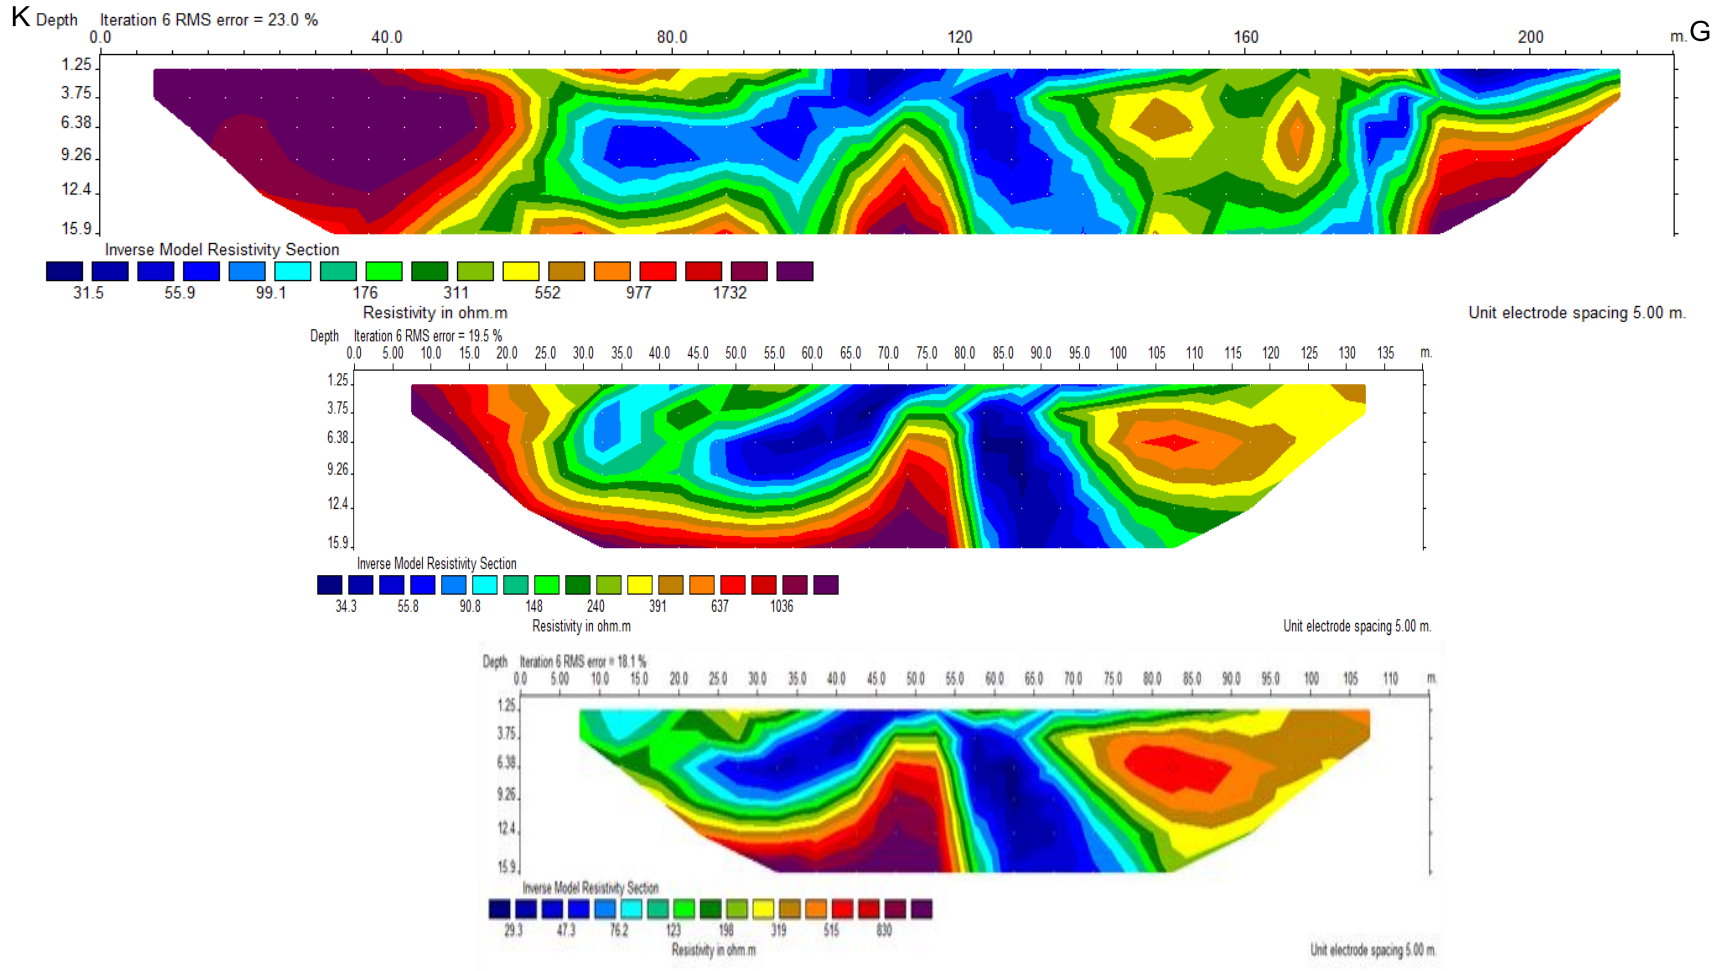 K Depth Iteration 6 RMS error = 23.0 %
0.0 40.0 80.0 120 160 200 m. G
1.25
3.75
6.38
9.26
12.4
15.9
Inverse Model Resistivity Section
31.5 55.9 99.1 176 311 552 977 1732
Resistivity in ohm.m Unit electrode spacing 5.00 m.
Depth Iteration 6 RMS error = 19.5 %
0.0 5.00 10.0 15.0 20.0 25.0 30.0 35.0 40.0 45.0 50.0 55.0 60.0 65.0 70.0 75.0 80.0 85.0 90.0 95.0 100 105 110 115 120 125 130 135 m.
1.25
3.75
6.38
9.26
12.4
15.9
Inverse Model Resistivity Section
34.3 55.8 90.8 148 240 391 637 1036
Resistivity in ohm.m Unit electrode spacing 5.00 m.
Depth Iteration 6 RMS error = 18.1 %
0.0 5.00 10.0 15.0 20.0 25.0 30.0 35.0 40.0 45.0 50.0 55.0 60.0 65.0 70.0 75.0 80.0 85.0 90.0 95.0 100 105 110 m.
1.25
3.75
6.38
9.26
12.4
15.9
Inverse Model Resistivity Section
29.3 47.3 76.2 123 198 319 515 830
Resistivity in ohm.m Unit electrode spacing 5.00 m.